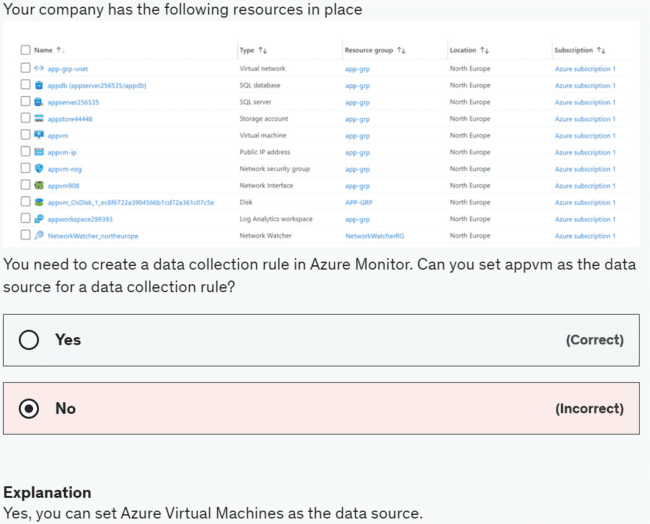 Your company has the following resources in place
Name ↑↓ Type ↑↓ Resource group ↑↓ Location ↑↓ Subscription ↑↓
app-grp-vnet Virtual network app-grp North Europe Azure subscription 1
appdb (appserver256535/appdb) SQL database app-grp North Europe Azure subscription 1
appserver256535 SQL server app-grp North Europe Azure subscription 1
appstore44448 Storage account app-grp North Europe Azure subscription 1
appvm Virtual machine app-grp North Europe Azure subscription 1
appvm-ip Public IP address app-grp North Europe Azure subscription 1
appvm-nsg Network security group app-grp North Europe Azure subscription 1
appvm908 Network Interface app-grp North Europe Azure subscription 1
appvm_OsDisk_1_ec8f6722a3904566b1cd72a361c07c5e Disk APP-GRP North Europe Azure subscription 1
appworkspace299393 Log Analytics workspace app-grp North Europe Azure subscription 1
NetworkWatcher_northeurope Network Watcher NetworkWatcherRG North Europe Azure subscription 1
You need to create a data collection rule in Azure Monitor. Can you set appvm as the data
source for a data collection rule?
Yes (Correct)
No (Incorrect)
Explanation
Yes, you can set Azure Virtual Machines as the data source.